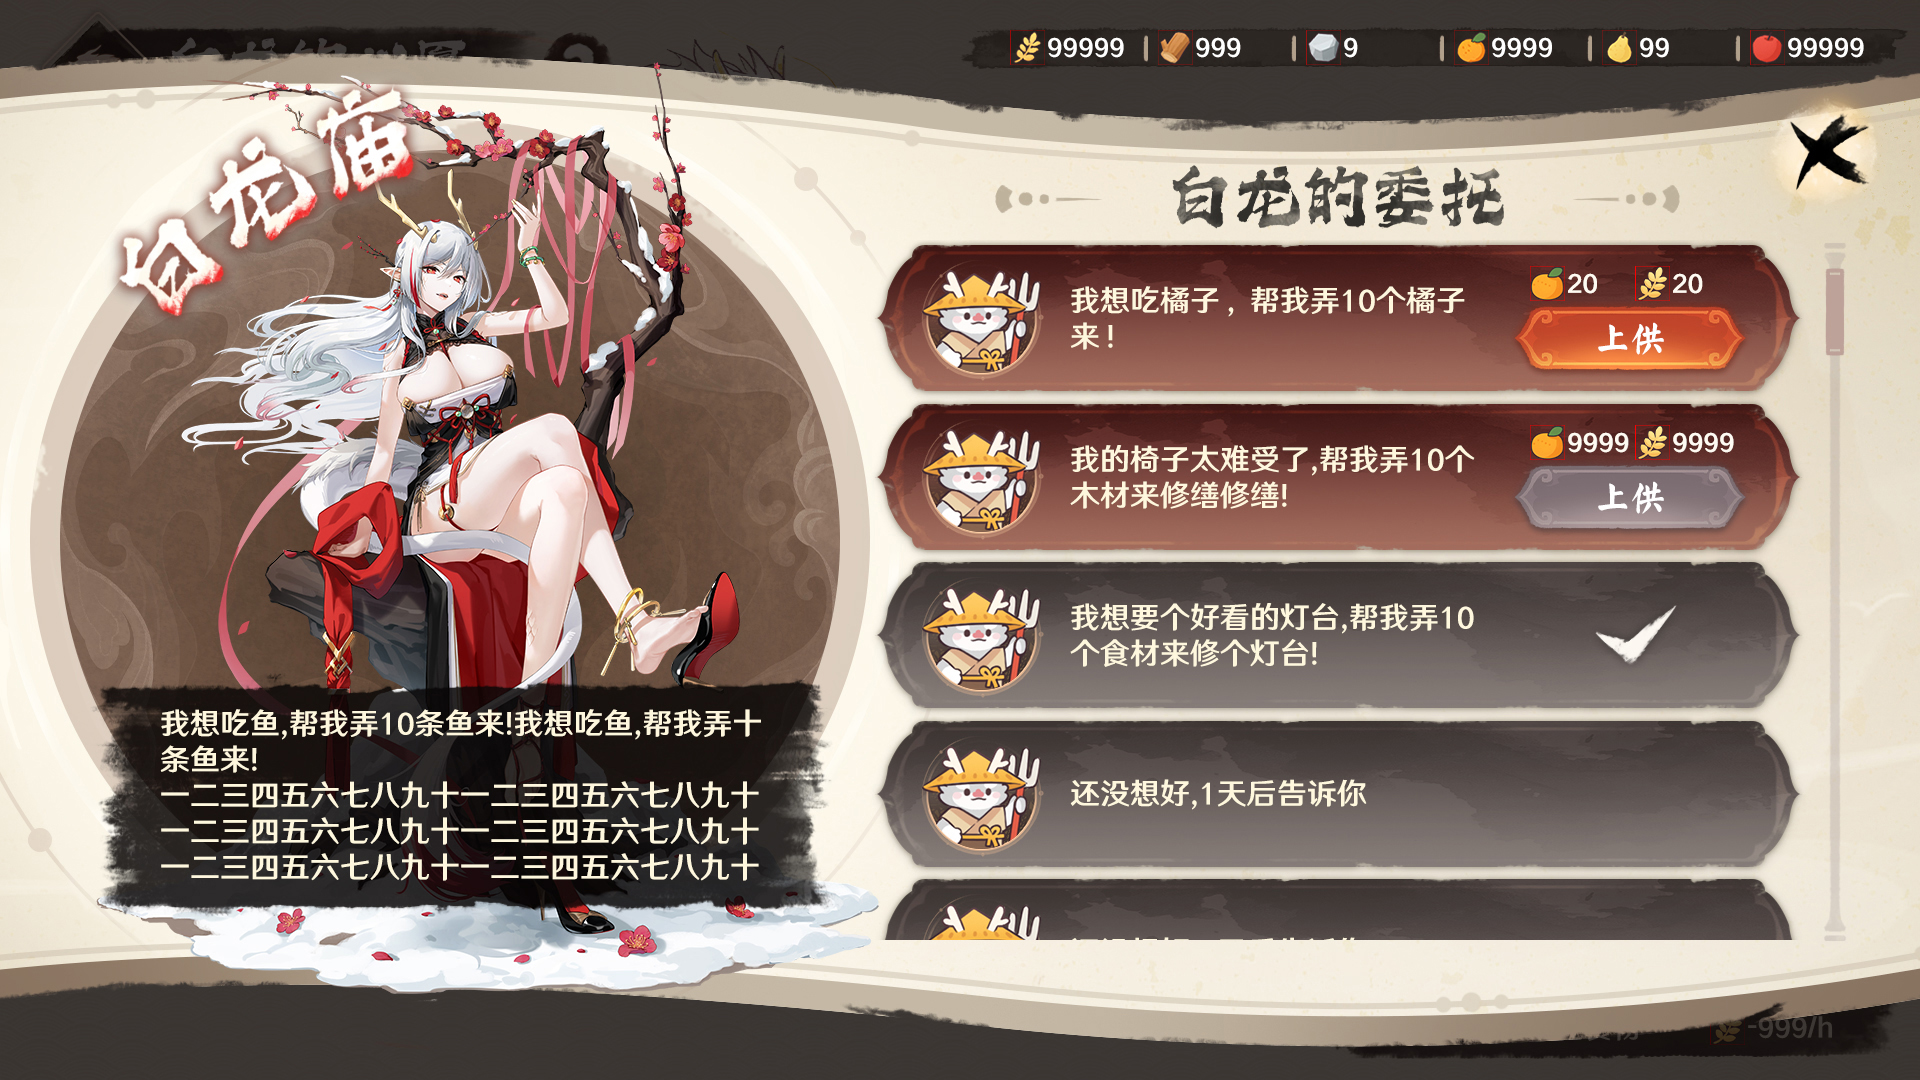 99999
999
9
9999
99
99999
白龙庙
白龙的委托
我想吃橘子，帮我弄10个橘子
来！
20
20
上供
我的椅子太难受了,帮我弄10个
木材来修缮修缮!
9999
9999
上供
我想要个好看的灯台,帮我弄10
个食材来修个灯台!
还没想好,1天后告诉你
我想吃鱼,帮我弄10条鱼来!我想吃鱼,帮我弄十
条鱼来!
一二三四五六七八九十一二三四五六七八九十
一二三四五六七八九十一二三四五六七八九十
一二三四五六七八九十一二三四五六七八九十
-999/h